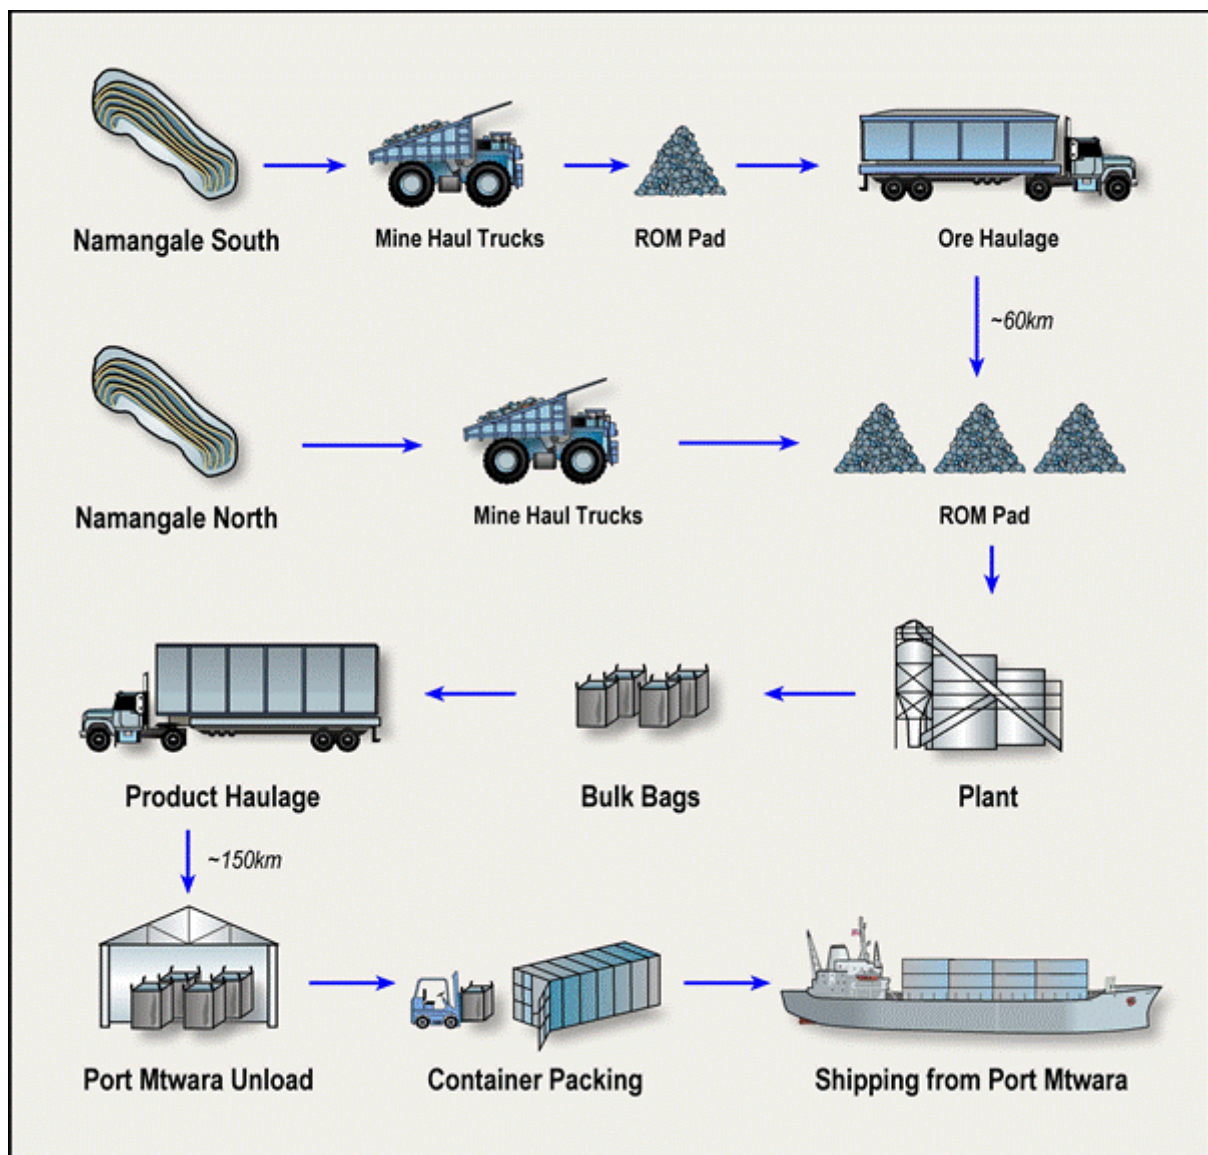 Namangale South
Mine Haul Trucks
ROM Pad
Ore Haulage
~60km
Namangale North
Mine Haul Trucks
ROM Pad
Product Haulage
Bulk Bags
Plant
~150km
Port Mtwara Unload
Container Packing
Shipping from Port Mtwara